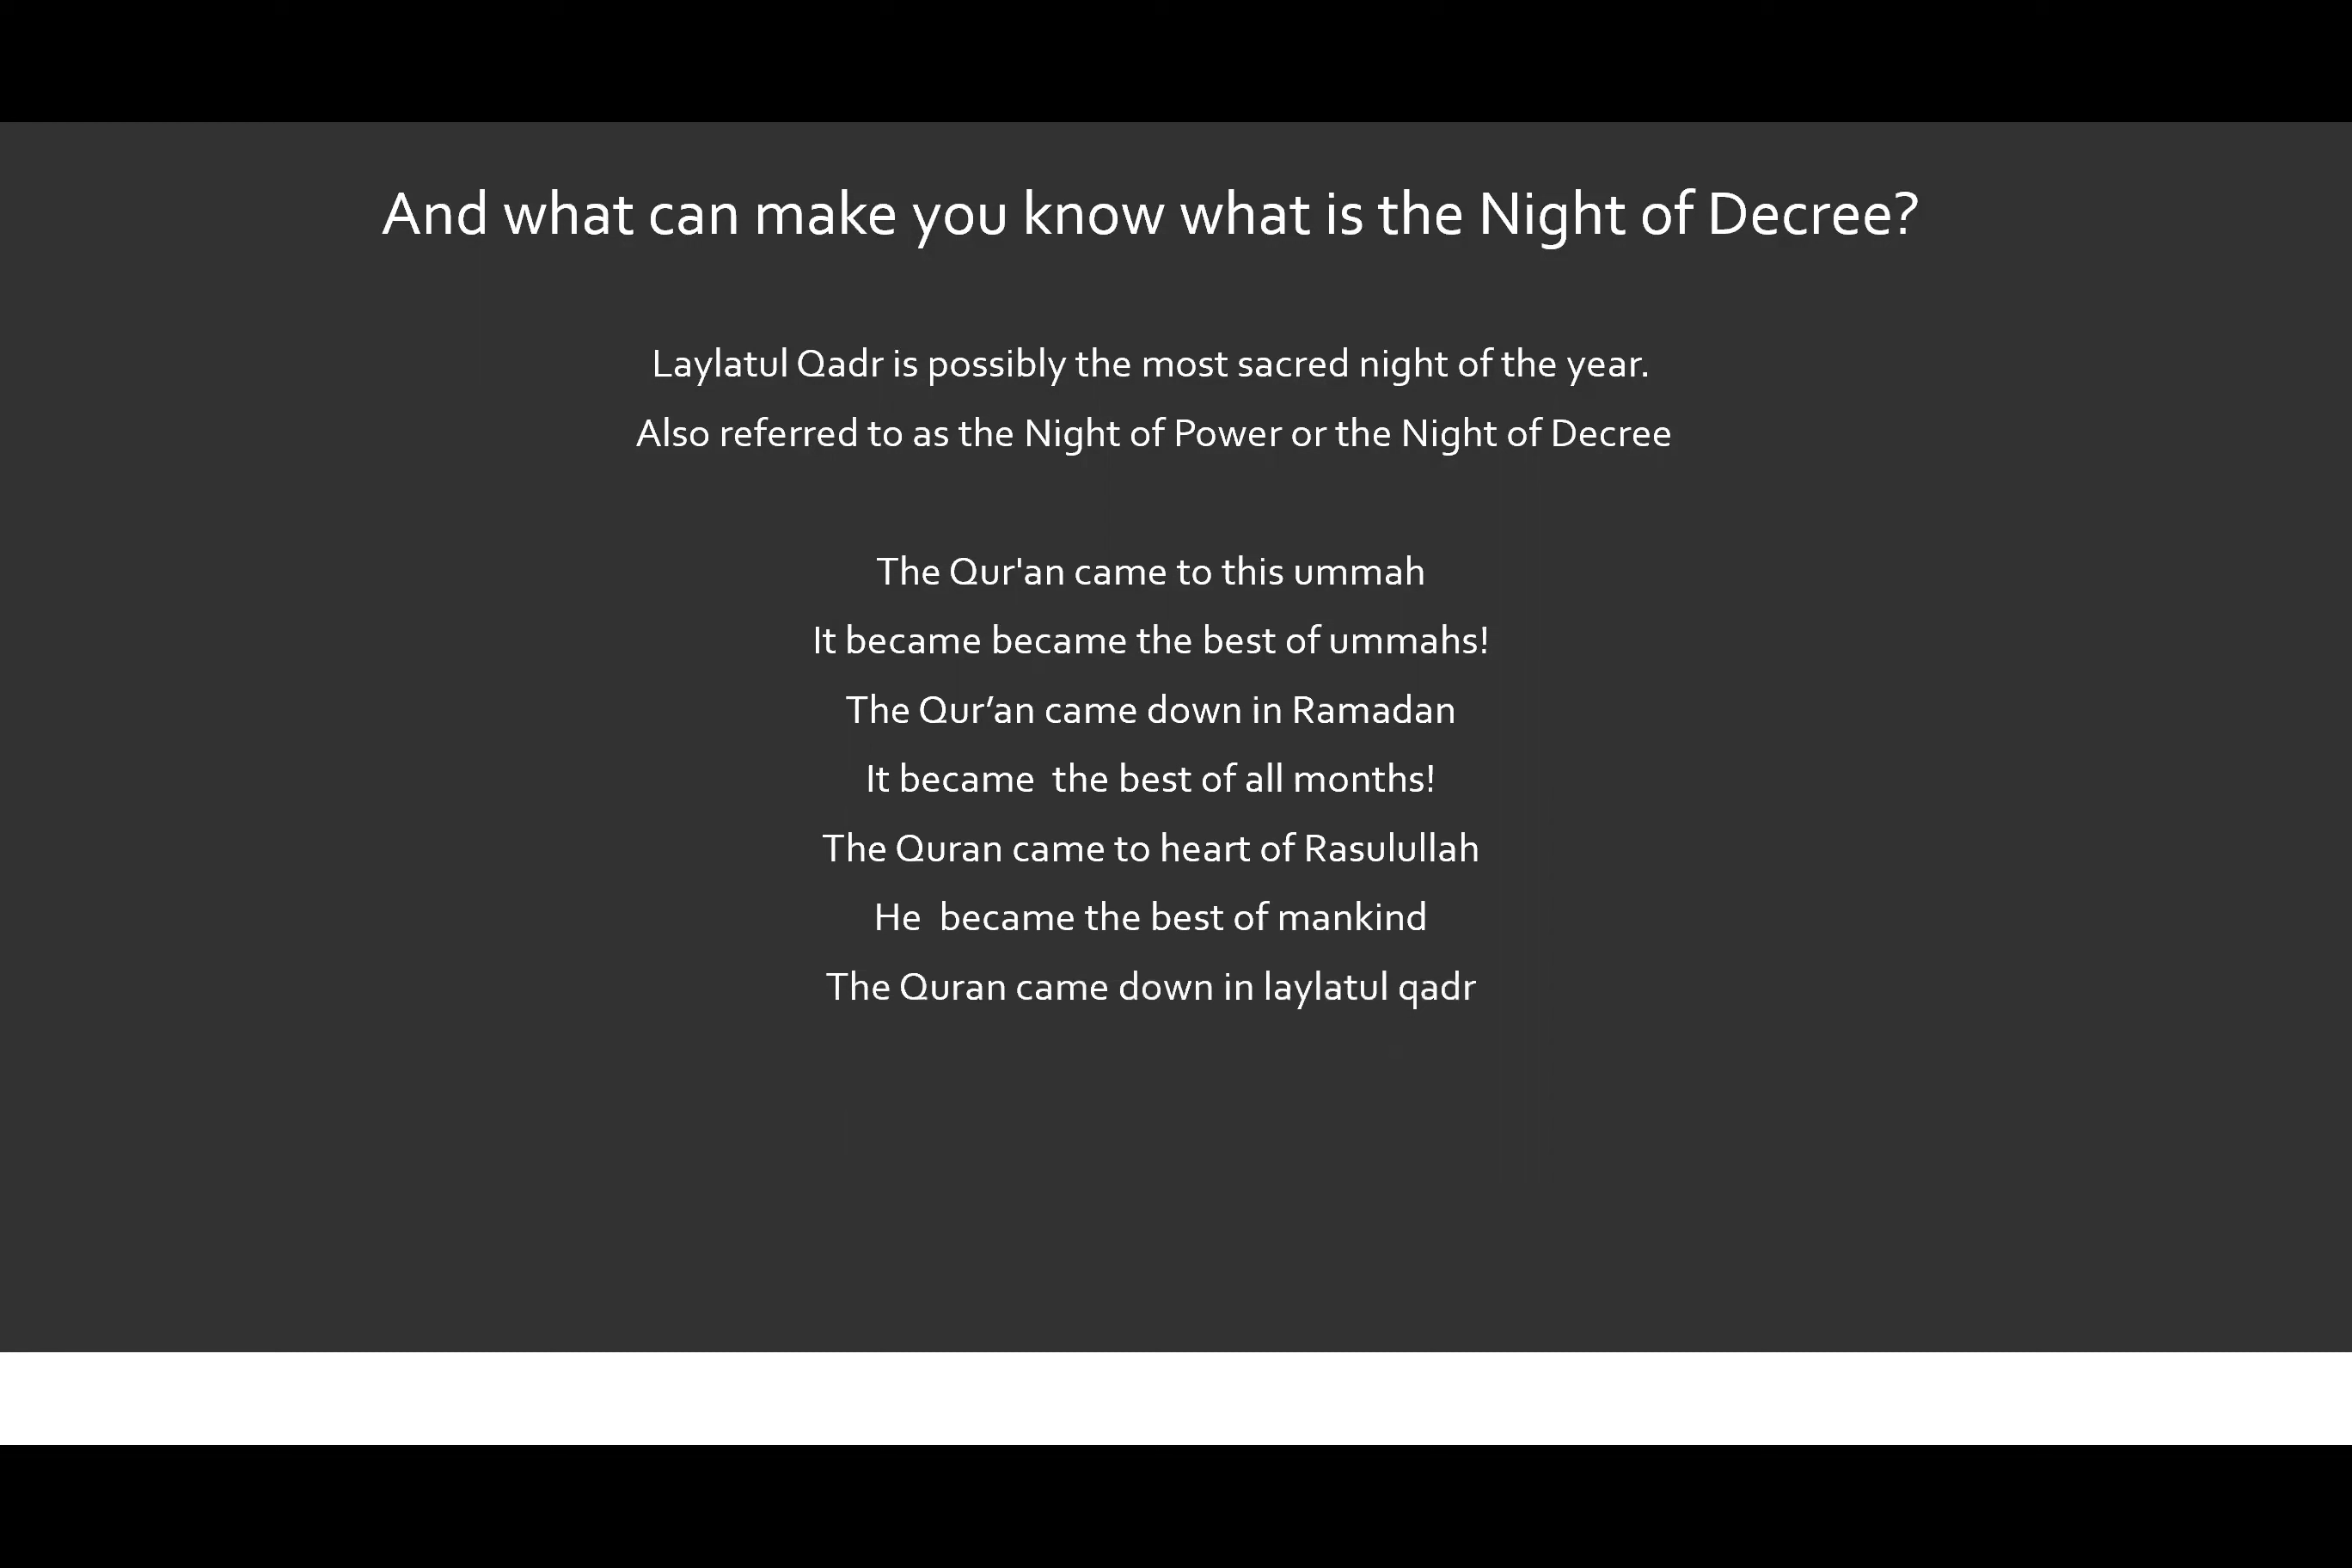 And what can make you know what is the Night of Decree?
Laylatul Qadr is possibly the most sacred night of the year.
Also referred to as the Night of Power or the Night of Decree
The Qur'an came to this ummah
It became became the best of ummahs!
The Qur’an came down in Ramadan
It became  the best of all months!
The Quran came to heart of Rasulullah
He  became the best of mankind
The Quran came down in laylatul qadr